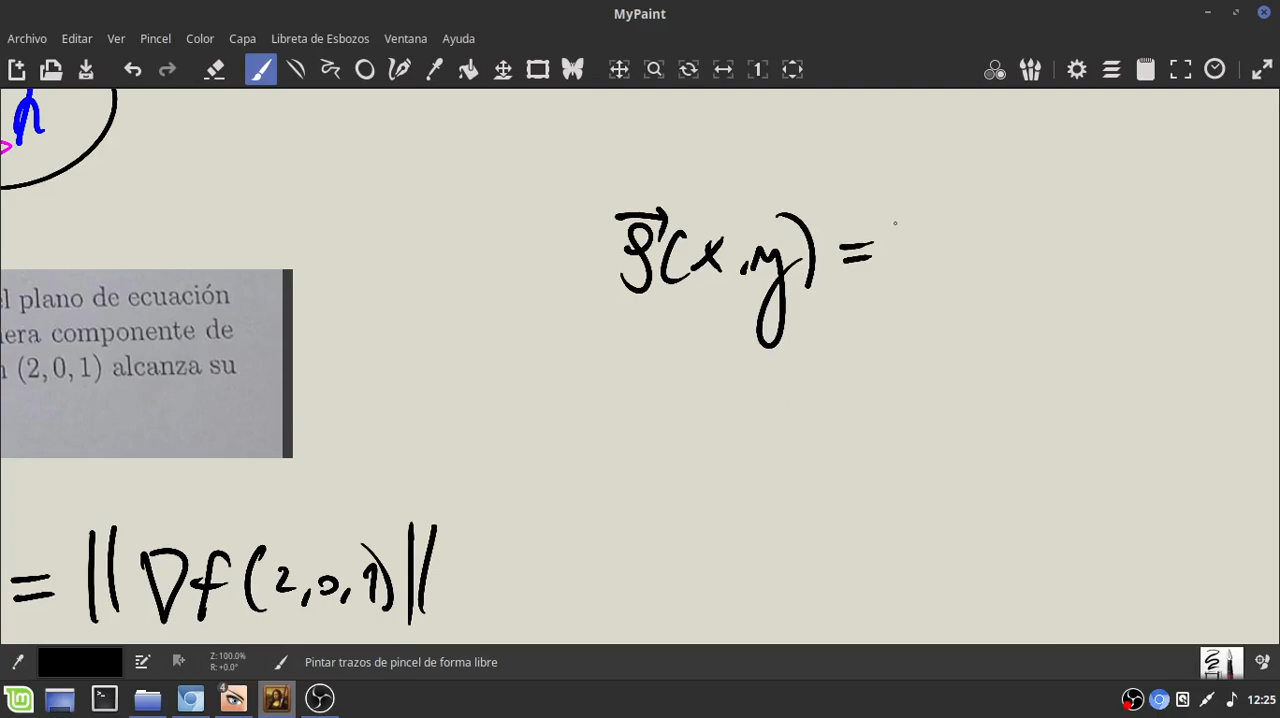 MyPaint
Archivo Editar Ver Pincel Color Capa Libreta de Esbozos Ventana Ayuda
n
g⃗(x,y) =
el plano de ecuación
era componente de
(2, 0, 1) alcanza su
= ||∇f(2,0,1)||
Z: 100.0%
R: +0.0°
Pintar trazos de pincel de forma libre
4
12:25